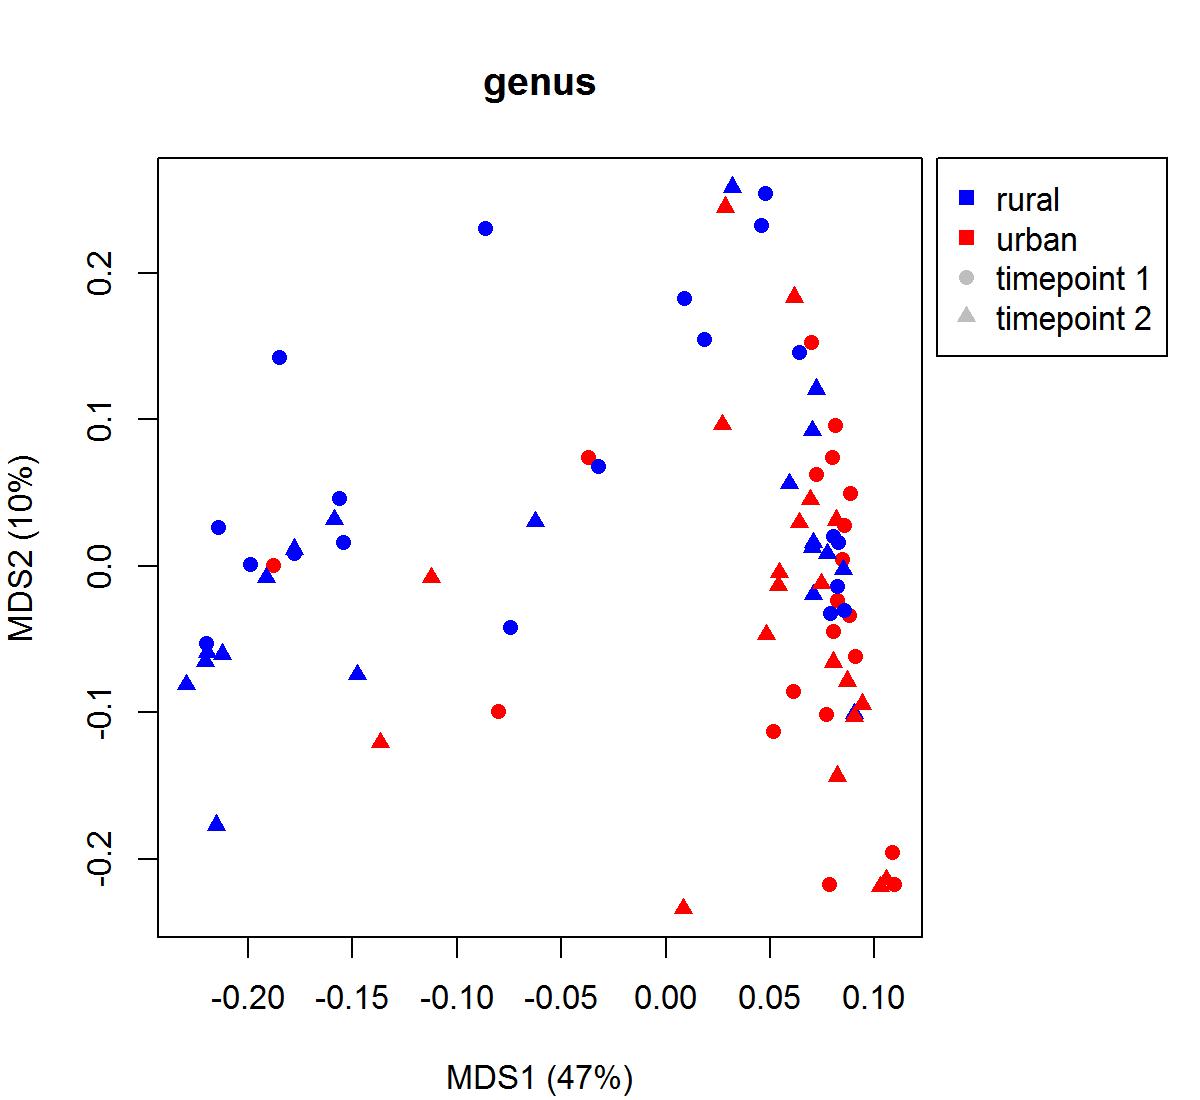 genus
rural
urban
timepoint 1
timepoint 2
MDS2 (10%)
0.2
0.1
0.0
-0.1
-0.2
-0.20 -0.15 -0.10 -0.05 0.00 0.05 0.10
MDS1 (47%)